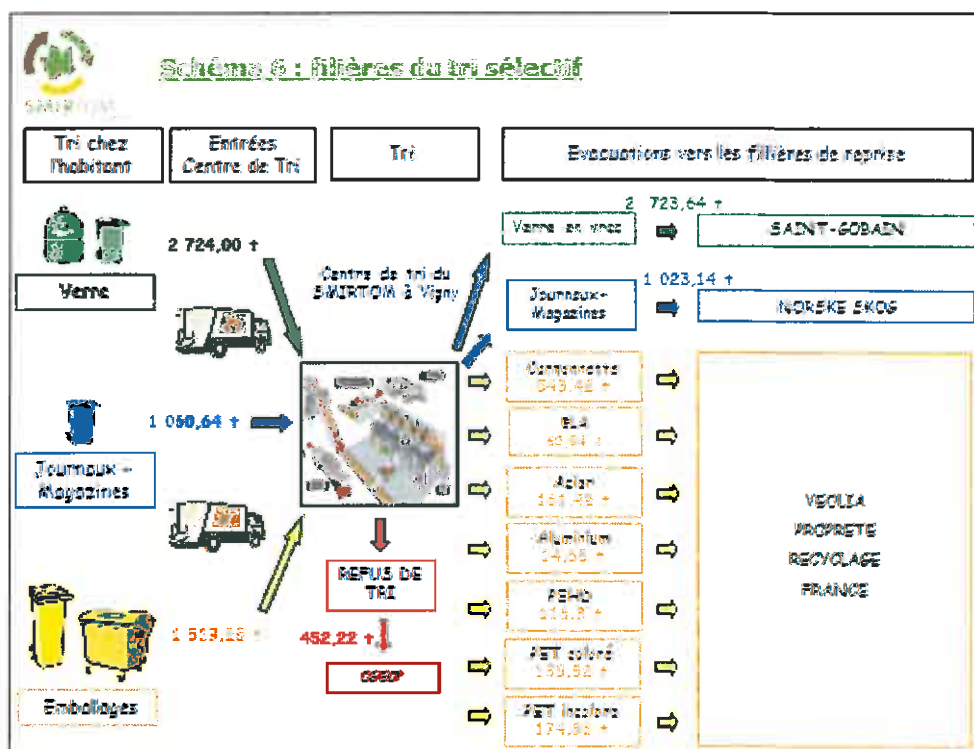 Schéma 6 : filières du tri sélectif
SMIRTOM
Tri chez
l'habitant
Entrées
Centre de Tri
Tri
Evacuations vers les filières de reprise
2 723,64 t
Verre en vrac
SAINT-GOBAIN
2 724,00 t
Centre de tri du
SMIRTOM à Vigny
Verre
1 023,14 t
Journaux-
Magazines
NORSKE SKOG
1 060,64 t
Journaux -
Magazines
ELA
Acier
Aluminium
14,55 t
PEHD
PET coloré
PET incolore
VEOLIA
PROPRETE
RECYCLAGE
FRANCE
REFUS DE
TRI
452,22 t
Emballages